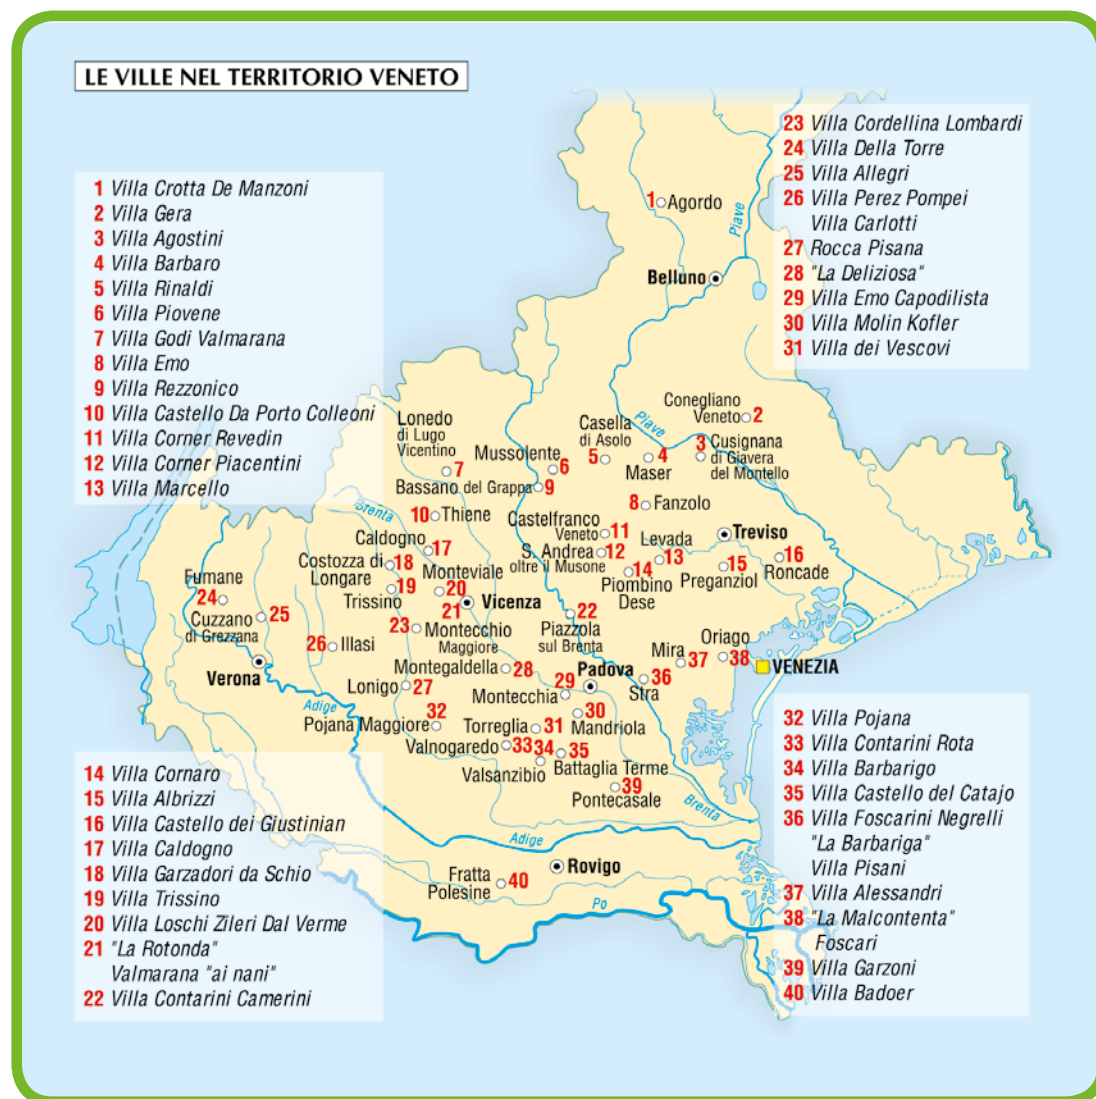 LE VILLE NEL TERRITORIO VENETO
1 Villa Crotta De Manzoni
2 Villa Gera
3 Villa Agostini
4 Villa Barbaro
5 Villa Rinaldi
6 Villa Piovene
7 Villa Godi Valmarana
8 Villa Emo
9 Villa Rezzonico
10 Villa Castello Da Porto Colleoni
11 Villa Corner Revedin
12 Villa Corner Piacentini
13 Villa Marcello
14 Villa Cornaro
15 Villa Albrizzi
16 Villa Castello dei Giustinian
17 Villa Caldogno
18 Villa Garzadori da Schio
19 Villa Trissino
20 Villa Loschi Zileri Dal Verme
21 "La Rotonda"
Valmarana "ai nani"
22 Villa Contarini Camerini
23 Villa Cordellina Lombardi
24 Villa Della Torre
25 Villa Allegri
26 Villa Perez Pompei
Villa Carlotti
27 Rocca Pisana
28 "La Deliziosa"
29 Villa Emo Capodilista
30 Villa Molin Kofler
31 Villa dei Vescovi
32 Villa Pojana
33 Villa Contarini Rota
34 Villa Barbarigo
35 Villa Castello del Catajo
36 Villa Foscarini Negrelli
"La Barbariga"
Villa Pisani
37 Villa Alessandri
38 "La Malcontenta"
Foscari
39 Villa Garzoni
40 Villa Badoer
1 Agordo
Piave
Belluno
Conegliano
Veneto 2
Piave
Casella
di Asolo
5
4
Maser
3 Cusignana
di Giavera
del Montello
Lonedo
di Lugo
Vicentino
7
Mussolente
6
Bassano del Grappa 9
8 Fanzolo
Brenta
10 Thiene
Castelfranco
Veneto 11
Treviso
Caldogno
17
S. Andrea 12
oltre il Musone
Levada
13
Costozza di 18
Longare
14
Piombino
Dese
15
Preganziol
16
Roncade
Fumane
24
19
Trissino
Monteviale
20
21 Vicenza
25
Cuzzano
di Grezzana
22
Piazzola
sul Brenta
23
Montecchio
Maggiore
26 Illasi
Oriago
38
VENEZIA
Mira
37
Verona
Montegaldella 28
Padova
29
Montecchia
36
Stra
Lonigo 27
Adige
32
Pojana Maggiore
30
Mandriola
Torreglia 31
Valnogaredo 33
34
Valsanzibio
35
Battaglia Terme
39
Pontecasale
Brenta
Adige
Rovigo
Fratta
Polesine
40
Po